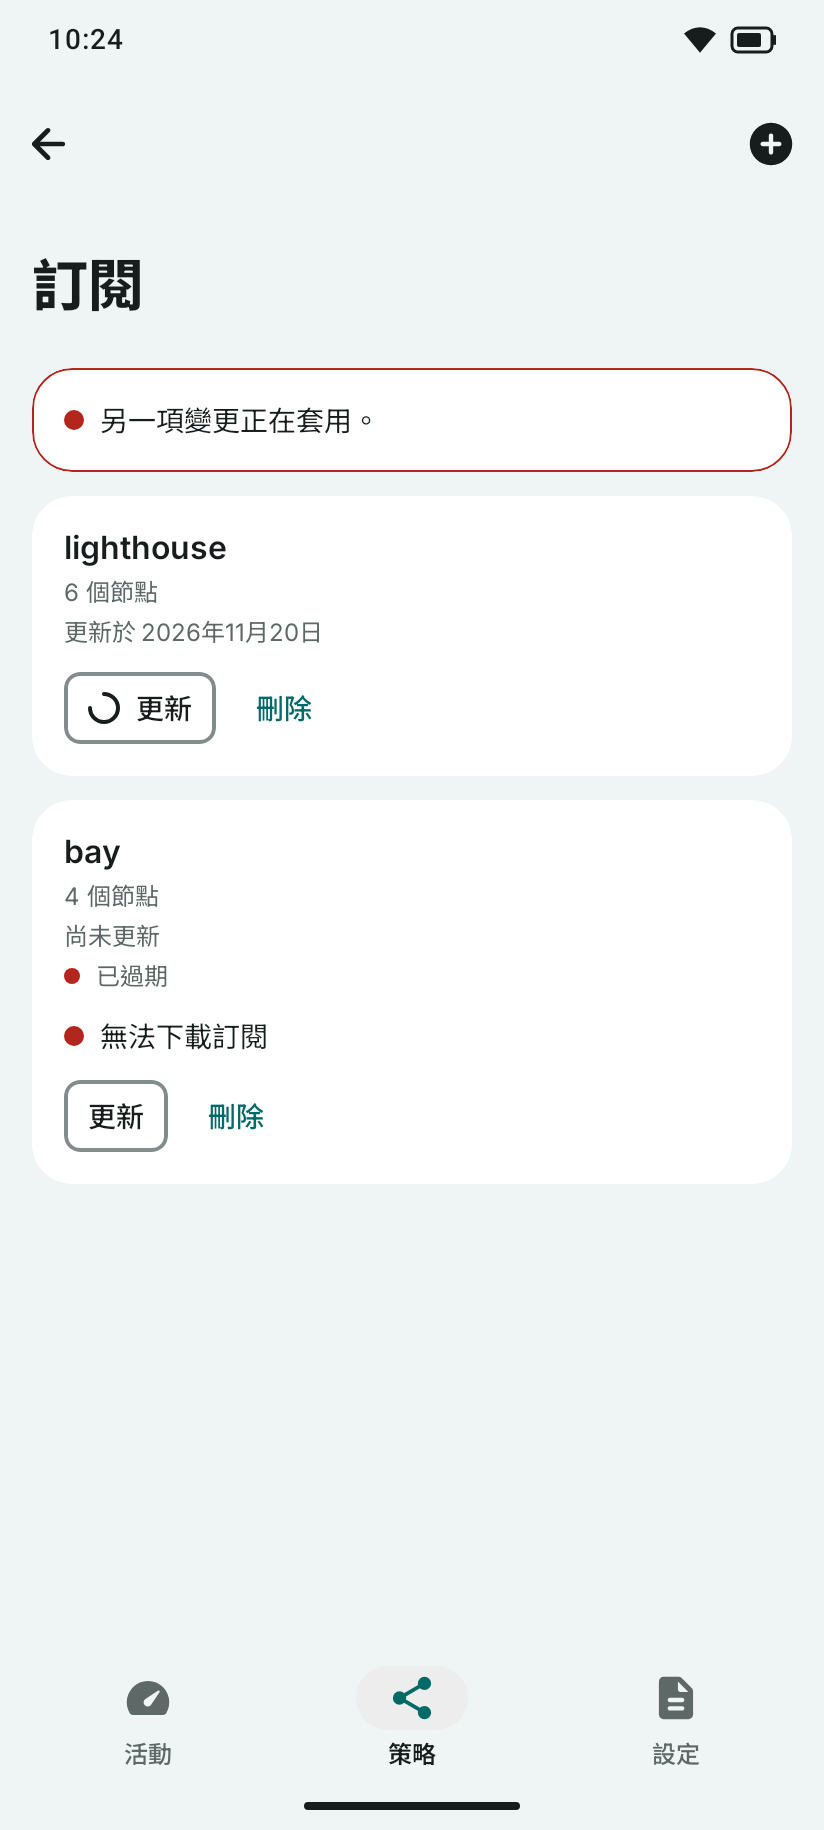 10:24
訂閱
另一項變更正在套用。
lighthouse
6 個節點
更新於 2026年11月20日
更新
刪除
bay
4 個節點
尚未更新
已過期
無法下載訂閱
更新
刪除
活動
策略
設定